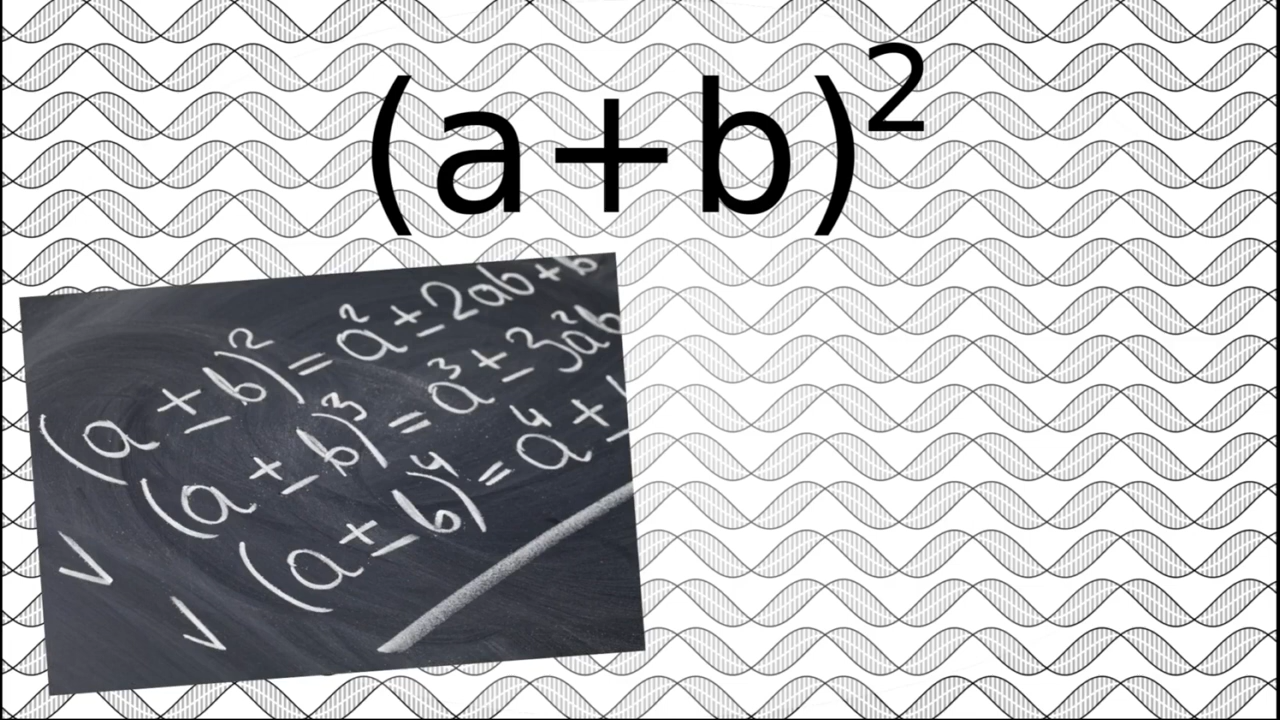 (a+b)²
(a ± b)² = a² ± 2ab + b
(a ± b)³ = a³ ± 3a²b
(a ± b)⁴ = a⁴ ±